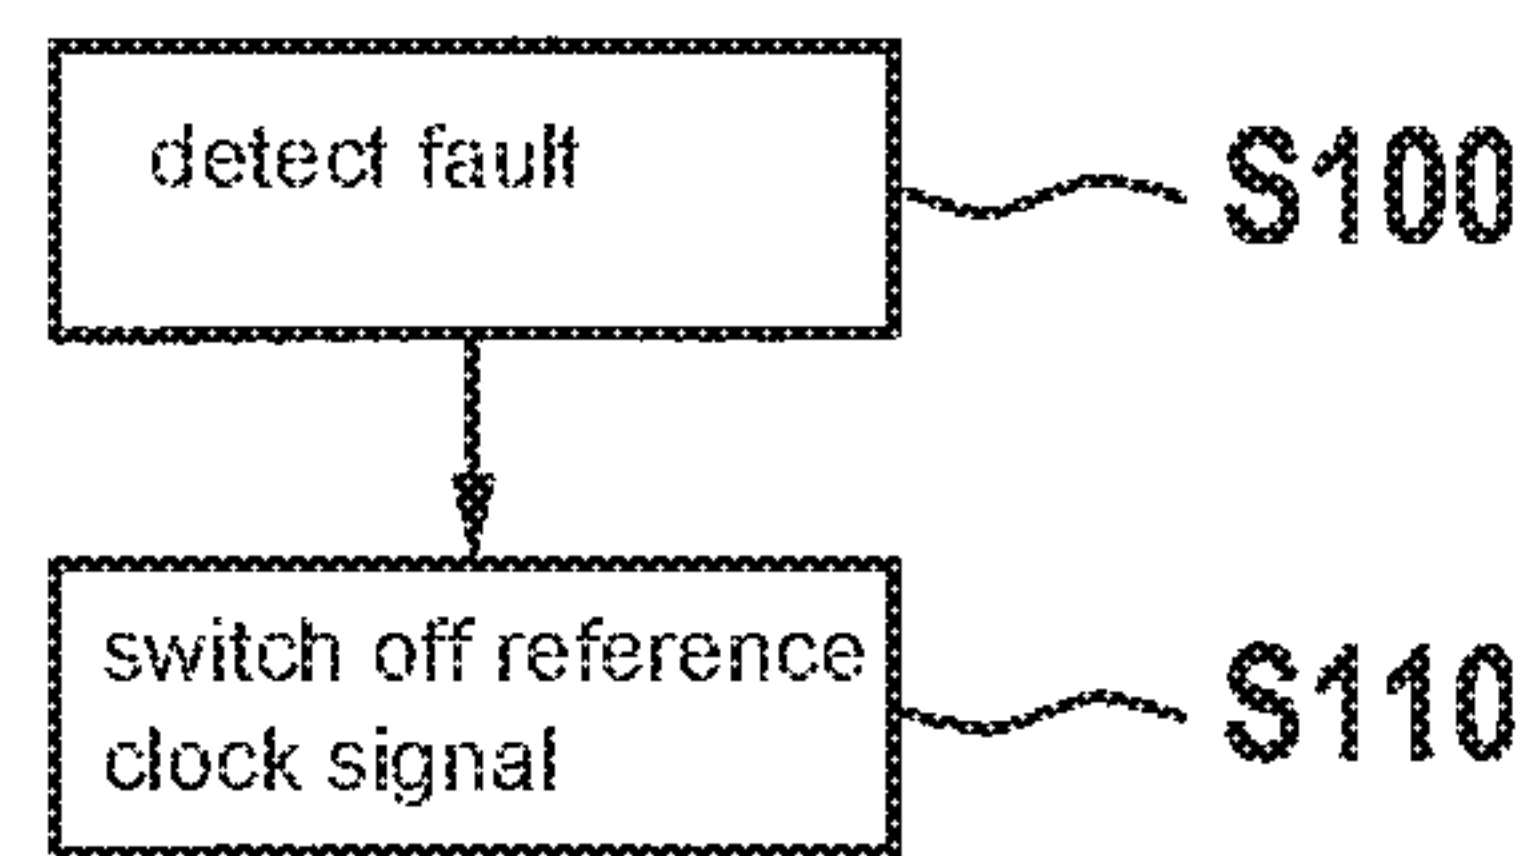 detect fault
S100
switch off reference
clock signal
S110